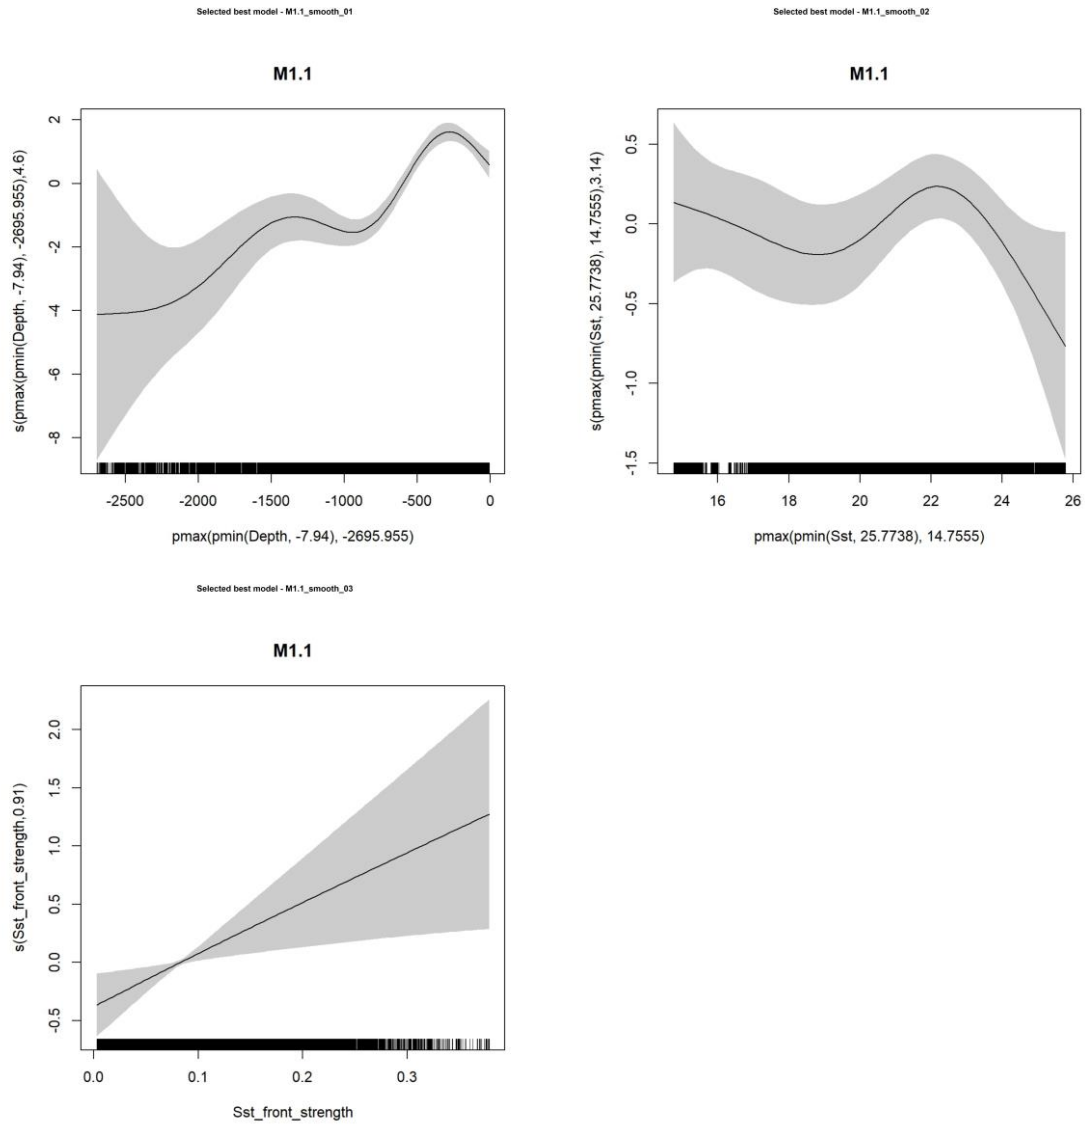 Selected best model - M1.1_smooth_01
M1.1
s(pmax(pmin(Depth, -7.94), -2695.955),4.6)
2
0
-2
-4
-6
-8
-2500 -2000 -1500 -1000 -500 0
pmax(pmin(Depth, -7.94), -2695.955)
Selected best model - M1.1_smooth_02
M1.1
s(pmax(pmin(Sst, 25.7738), 14.7555),3.14)
0.5
0.0
-0.5
-1.0
-1.5
16 18 20 22 24 26
pmax(pmin(Sst, 25.7738), 14.7555)
Selected best model - M1.1_smooth_03
M1.1
s(Sst_front_strength,0.91)
2.0
1.5
1.0
0.5
0.0
-0.5
0.0 0.1 0.2 0.3
Sst_front_strength